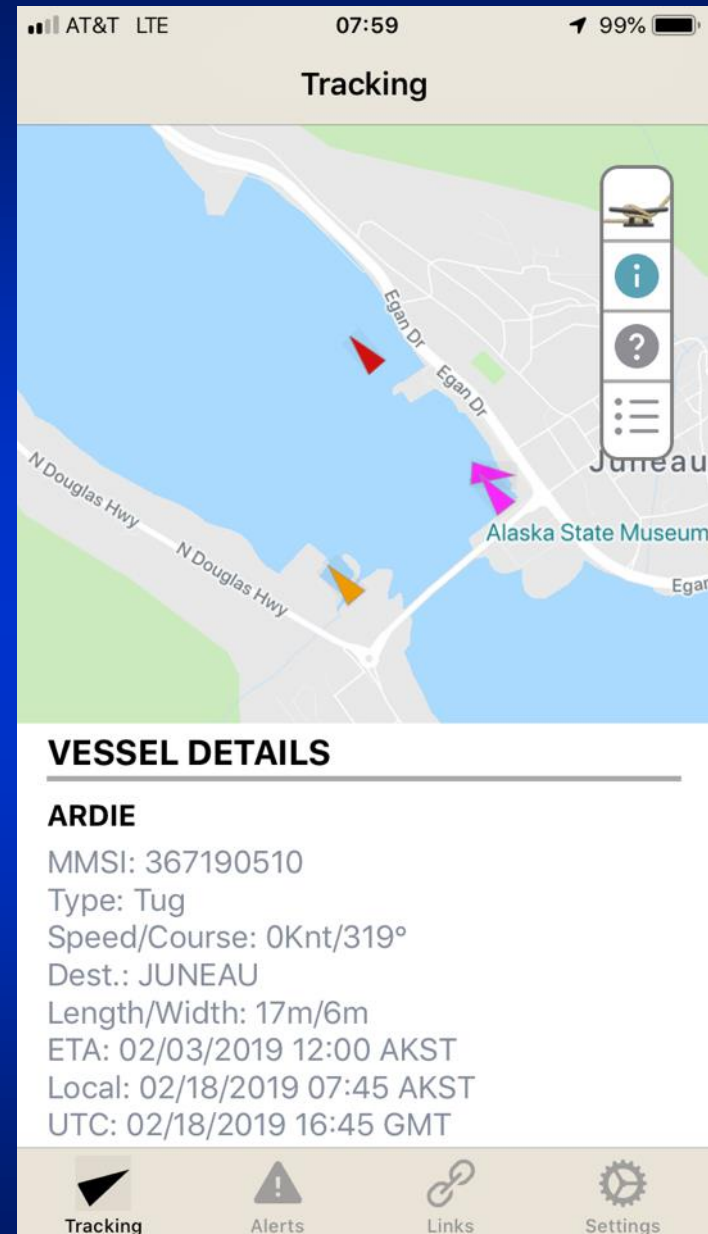 AT&T LTE 07:59 99%
Tracking
Egan Dr
Egan Dr
Juneau
N Douglas Hwy
N Douglas Hwy
Alaska State Museum
Egan
VESSEL DETAILS
ARDIE
MMSI: 367190510
Type: Tug
Speed/Course: 0Knt/319°
Dest.: JUNEAU
Length/Width: 17m/6m
ETA: 02/03/2019 12:00 AKST
Local: 02/18/2019 07:45 AKST
UTC: 02/18/2019 16:45 GMT
Tracking Alerts Links Settings